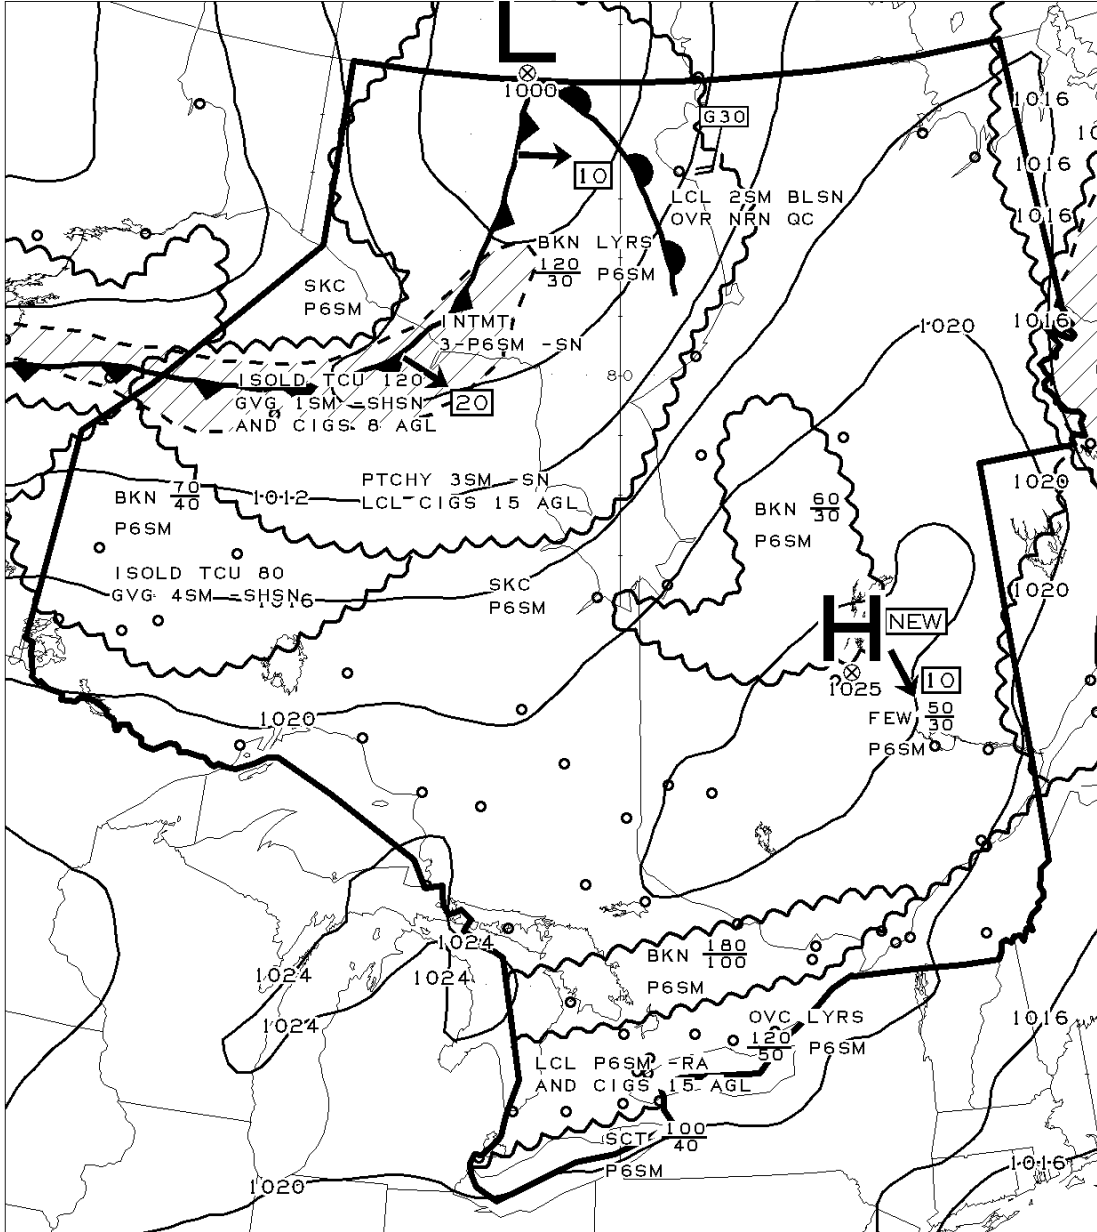 L
1000
1016
10
G30
10
1016
LCL 2SM BLSN
OVR NRN QC
1016
BKN LYRS
120
30
P6SM
SKC
P6SM
INTMT
3-P6SM -SN
1020
1016
80
ISOLD TCU 120
GVG 1SM -SHSN
AND CIGS 8 AGL
20
PTCHY 3SM -SN
LCL CIGS 15 AGL
1012
BKN
70
40
P6SM
BKN
60
30
P6SM
1020
ISOLD TCU 80
GVG 4SM -SHSN
1016
SKC
P6SM
1020
H
NEW
1025
10
FEW
50
30
P6SM
1020
1024
1024
1024
1024
BKN
180
100
P6SM
OVC LYRS
120
50
P6SM
1016
LCL P6SM -RA
AND CIGS 15 AGL
SCT
100
40
P6SM
1020
1016